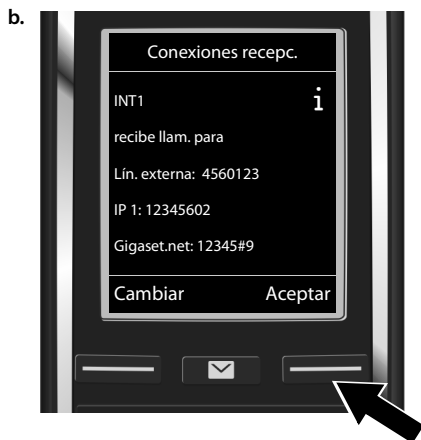 b.
Conexiones recepc.
INT1
i
recibe llam. para
Lín. externa: 4560123
IP 1: 12345602
Gigaset.net: 12345#9
Cambiar Aceptar